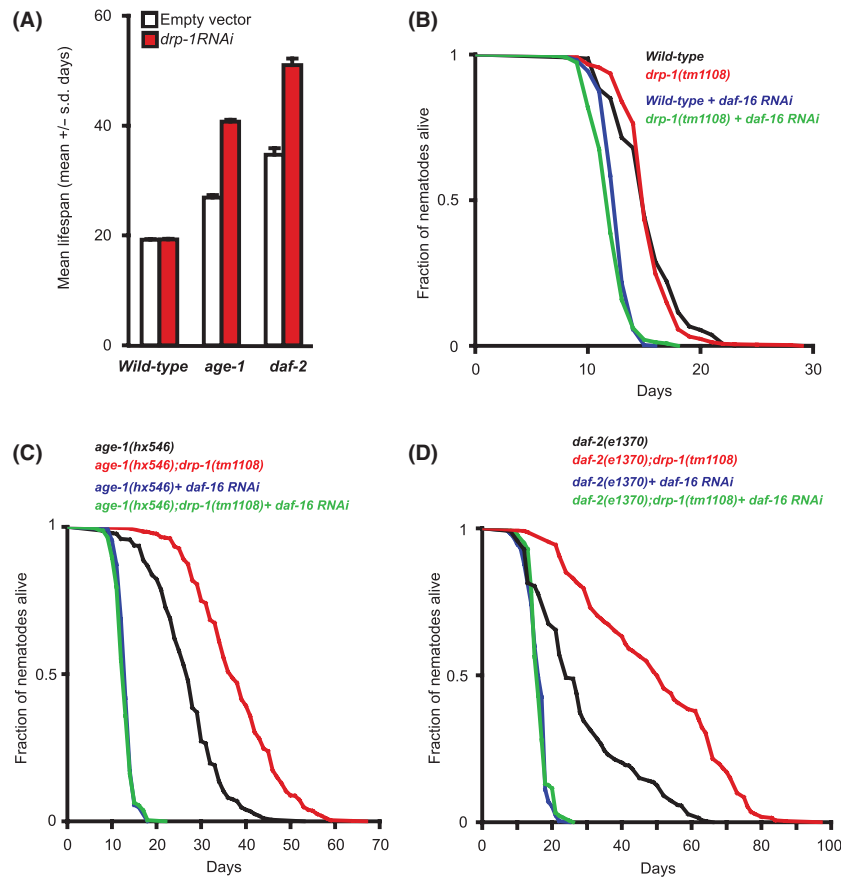 (A)
Empty vector
drp-1RNAi
Mean lifespan (mean +/− s.d. days)
60
40
20
0
Wild-type age-1 daf-2
(B)
Wild-type
drp-1(tm1108)
Wild-type + daf-16 RNAi
drp-1(tm1108) + daf-16 RNAi
Fraction of nematodes alive
1
0.5
0
0 10 20 30
Days
(C)
age-1(hx546)
age-1(hx546);drp-1(tm1108)
age-1(hx546)+ daf-16 RNAi
age-1(hx546);drp-1(tm1108)+ daf-16 RNAi
Fraction of nematodes alive
1
0.5
0
0 10 20 30 40 50 60 70
Days
(D)
daf-2(e1370)
daf-2(e1370);drp-1(tm1108)
daf-2(e1370)+ daf-16 RNAi
daf-2(e1370);drp-1(tm1108)+ daf-16 RNAi
Fraction of nematodes alive
1
0.5
0
0 20 40 60 80 100
Days